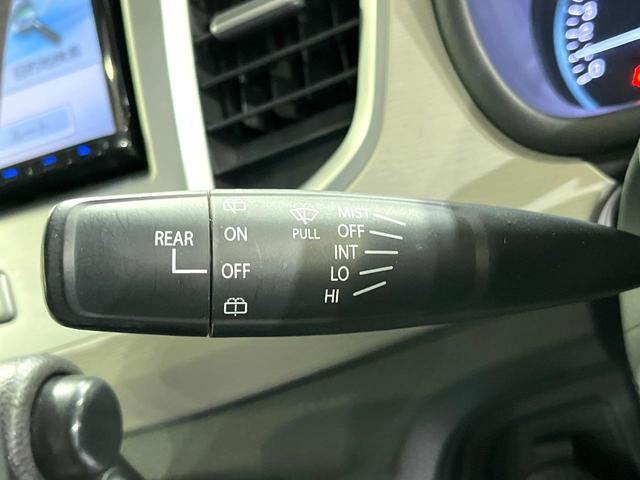 REAR
ON
OFF
PULL
MIST
OFF
INT
LO
HI